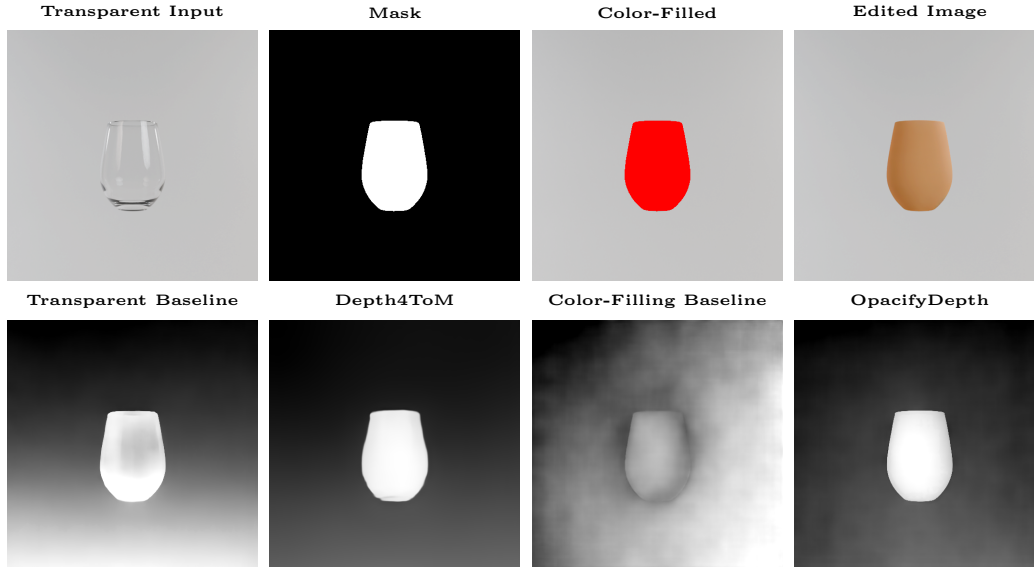 Transparent Input
Mask
Color-Filled
Edited Image
Transparent Baseline
Depth4ToM
Color-Filling Baseline
OpacifyDepth